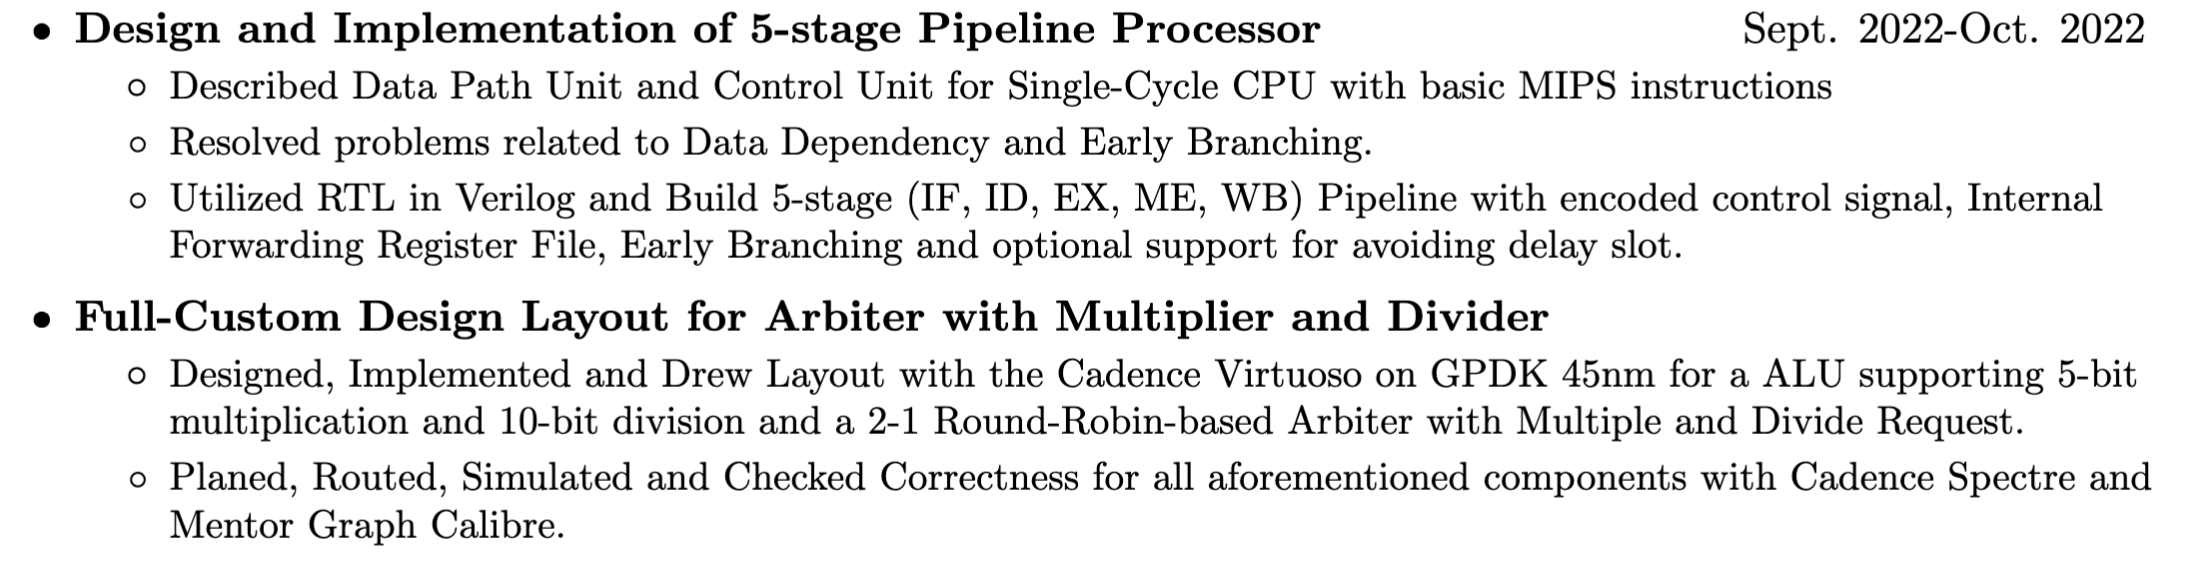 • Design and Implementation of 5-stage Pipeline Processor Sept. 2022-Oct. 2022
◦ Described Data Path Unit and Control Unit for Single-Cycle CPU with basic MIPS instructions
◦ Resolved problems related to Data Dependency and Early Branching.
◦ Utilized RTL in Verilog and Build 5-stage (IF, ID, EX, ME, WB) Pipeline with encoded control signal, Internal
Forwarding Register File, Early Branching and optional support for avoiding delay slot.
• Full-Custom Design Layout for Arbiter with Multiplier and Divider
◦ Designed, Implemented and Drew Layout with the Cadence Virtuoso on GPDK 45nm for a ALU supporting 5-bit
multiplication and 10-bit division and a 2-1 Round-Robin-based Arbiter with Multiple and Divide Request.
◦ Planed, Routed, Simulated and Checked Correctness for all aforementioned components with Cadence Spectre and
Mentor Graph Calibre.